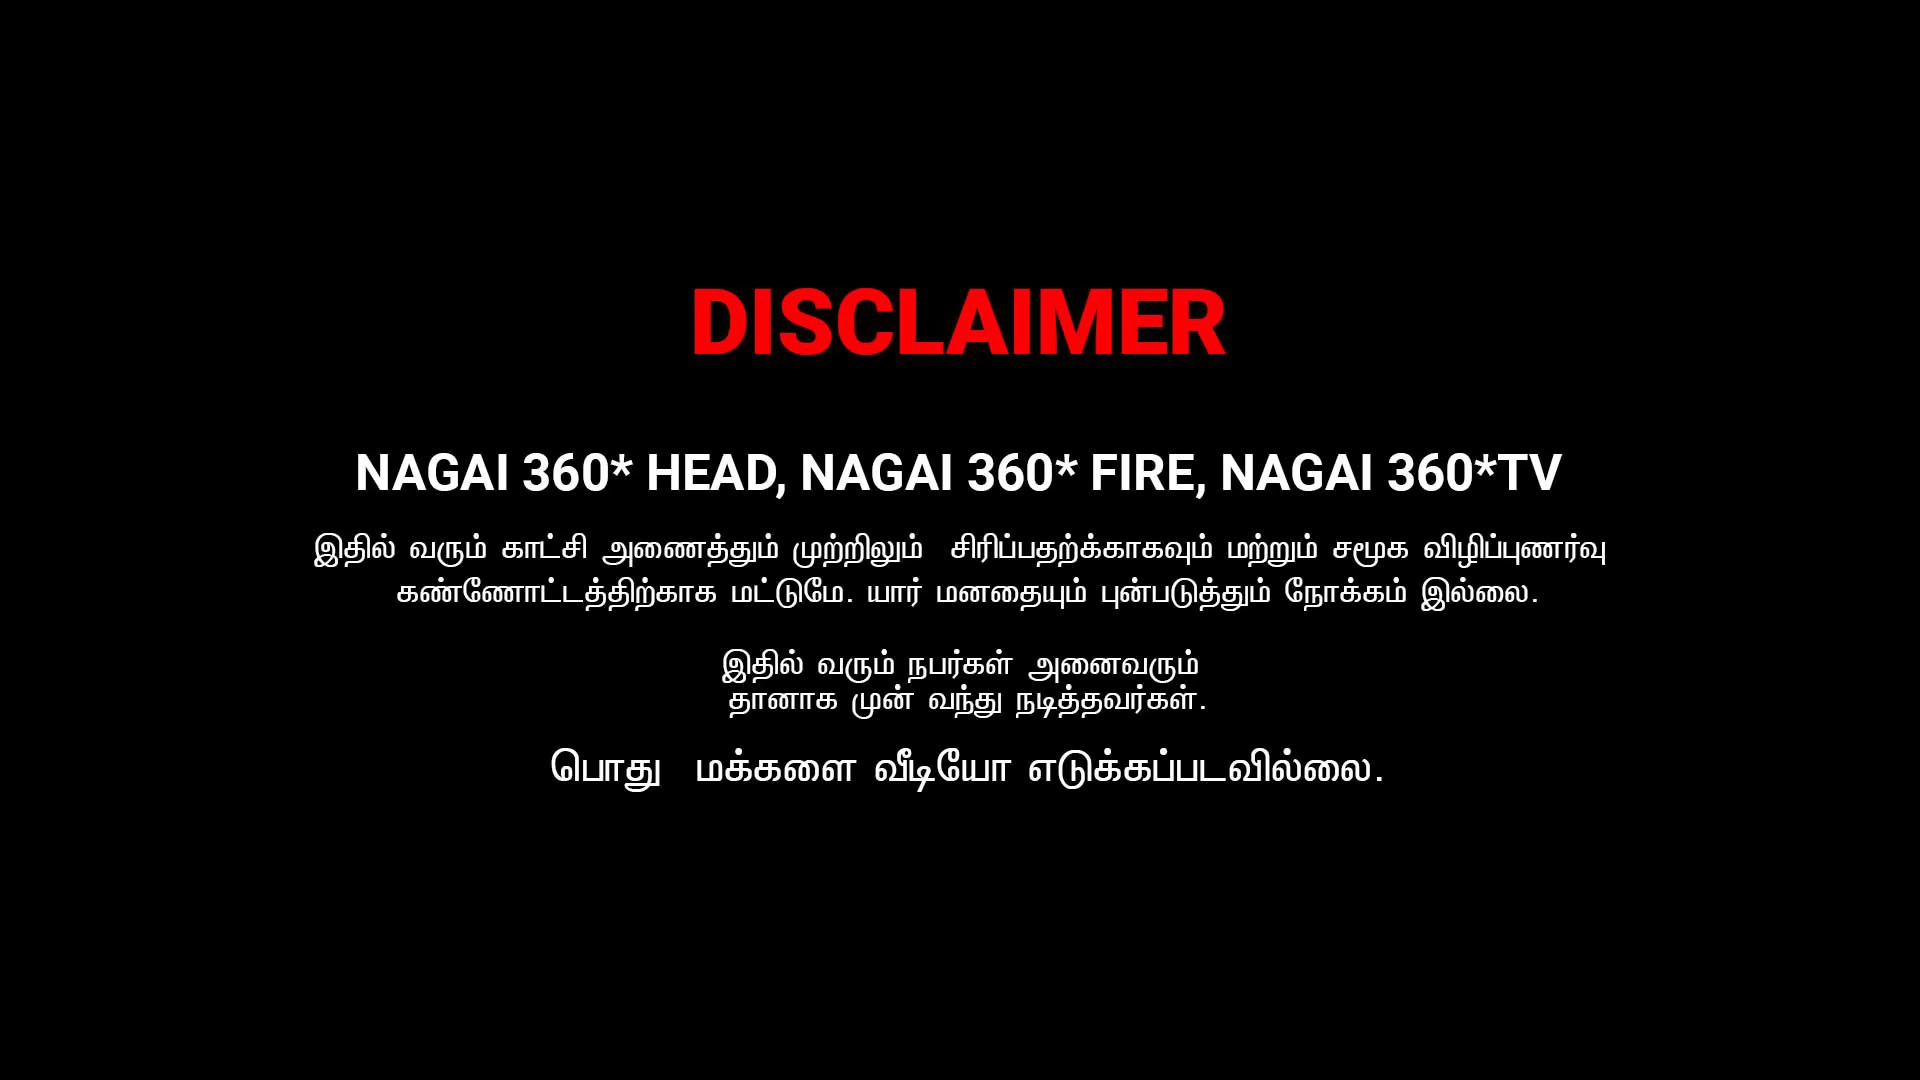 DISCLAIMER
NAGAI 360* HEAD, NAGAI 360* FIRE, NAGAI 360*TV
இதில் வரும் காட்சி அணைத்தும் முற்றிலும் சிரிப்பதற்க்காகவும் மற்றும் சமூக விழிப்புணர்வு
கண்ணோட்டத்திற்காக மட்டுமே. யார் மனதையும் புன்படுத்தும் நோக்கம் இல்லை.
இதில் வரும் நபர்கள் அனைவரும்
தானாக முன் வந்து நடித்தவர்கள்.
பொது மக்களை வீடியோ எடுக்கப்படவில்லை.